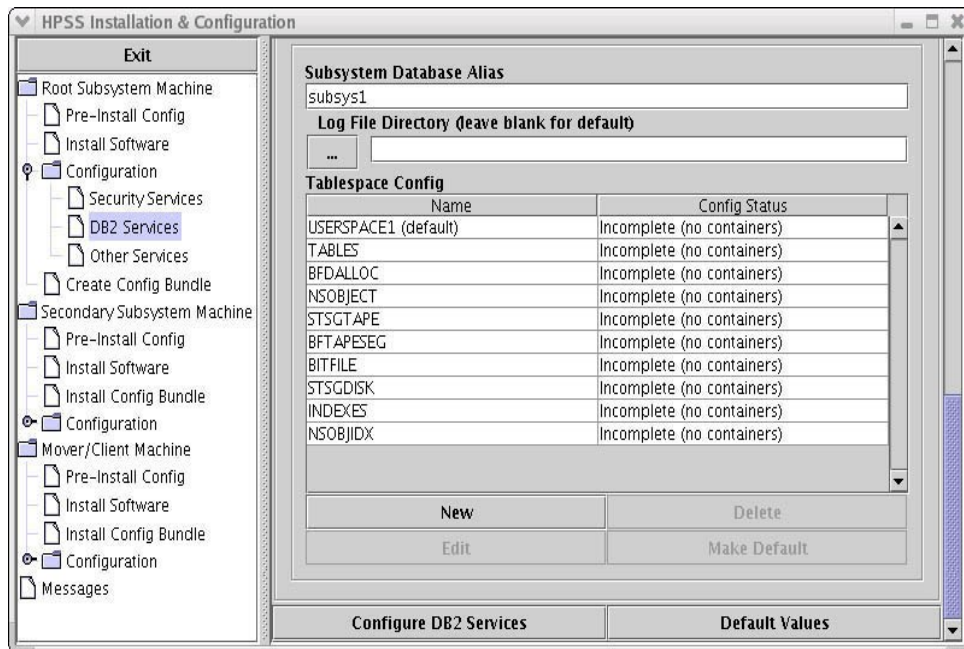 HPSS Installation & Configuration
Exit
Root Subsystem Machine
Pre-Install Config
Install Software
Configuration
Security Services
DB2 Services
Other Services
Create Config Bundle
Secondary Subsystem Machine
Pre-Install Config
Install Software
Install Config Bundle
Configuration
Mover/Client Machine
Pre-Install Config
Install Software
Install Config Bundle
Configuration
Messages
Subsystem Database Alias
subsys1
Log File Directory (leave blank for default)
...
Tablespace Config
Name Config Status
USERSPACE1 (default) Incomplete (no containers)
TABLES Incomplete (no containers)
BFDALLOC Incomplete (no containers)
NSOBJECT Incomplete (no containers)
STSGTAPE Incomplete (no containers)
BFTAPESEG Incomplete (no containers)
BITFILE Incomplete (no containers)
STSGDISK Incomplete (no containers)
INDEXES Incomplete (no containers)
NSOBJIDX Incomplete (no containers)
New Delete
Edit Make Default
Configure DB2 Services Default Values